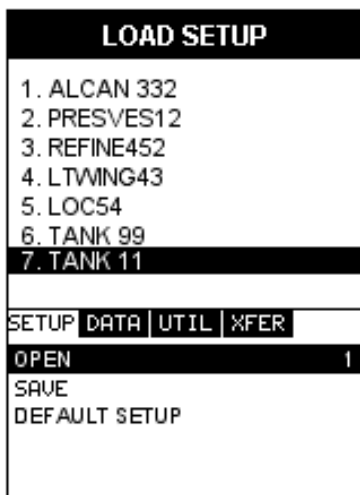 LOAD SETUP
1. ALCAN 332
2. PRESVES12
3. REFINE452
4. LTWING43
5. LOC54
6. TANK 99
7. TANK 11
SETUP DATA UTIL XFER
OPEN 1
SAVE
DEFAULT SETUP